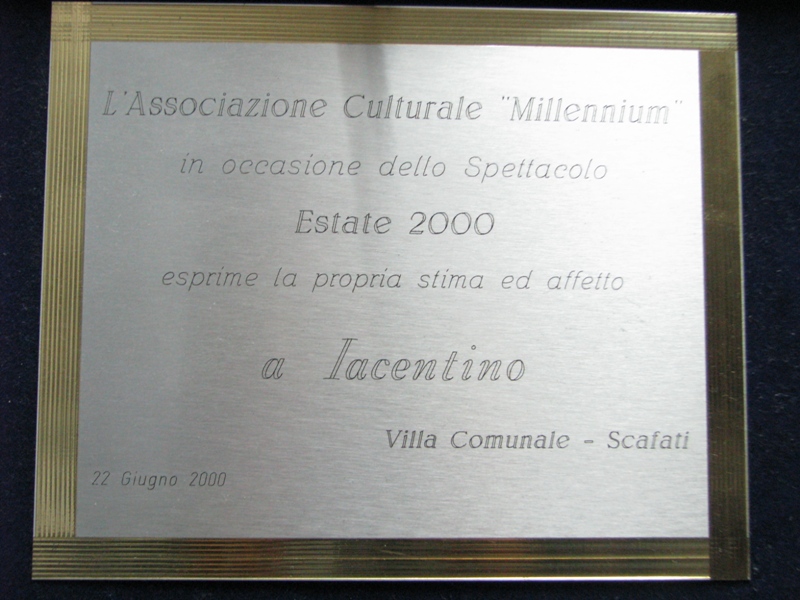 L'Associazione Culturale "Millennium"
in occasione dello Spettacolo
Estate 2000
esprime la propria stima ed affetto
a Iacentino
Villa Comunale - Scafati
22 Giugno 2000